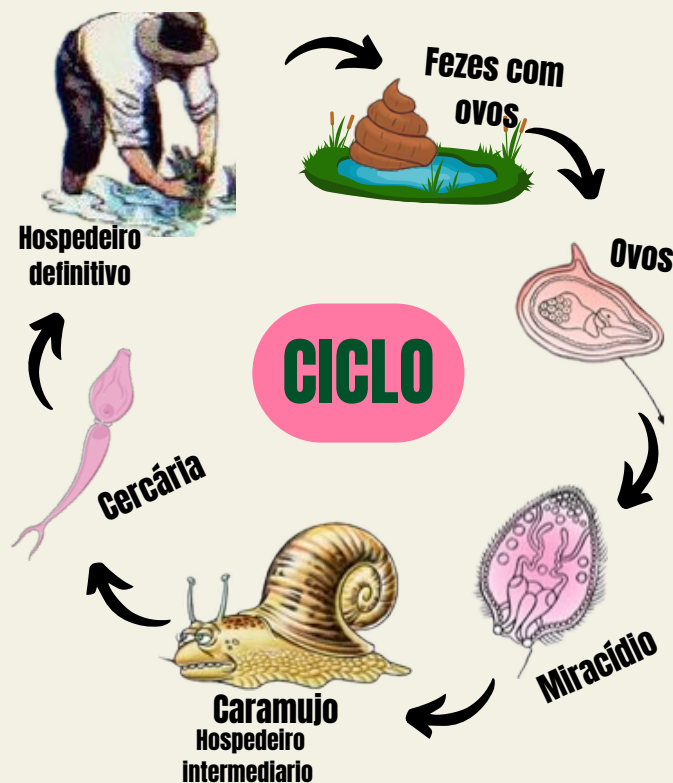 Fezes com
ovos
Hospedeiro
definitivo
Ovos
CICLO
Cercária
Miracídio
Caramujo
Hospedeiro
intermediario